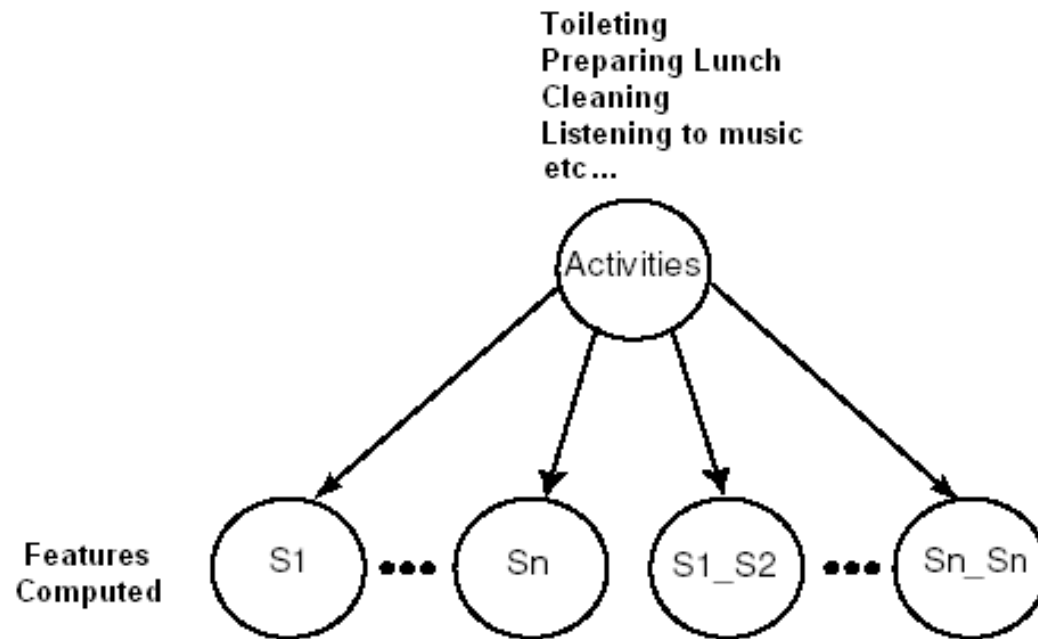 Toileting
Preparing Lunch
Cleaning
Listening to music
etc...
Activities
Features
Computed
S1
Sn
S1_S2
Sn_Sn